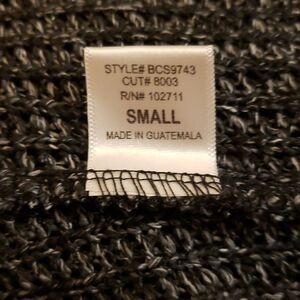 STYLE# BCS9743
CUT# 8003
R/N# 102711
SMALL
MADE IN GUATEMALA